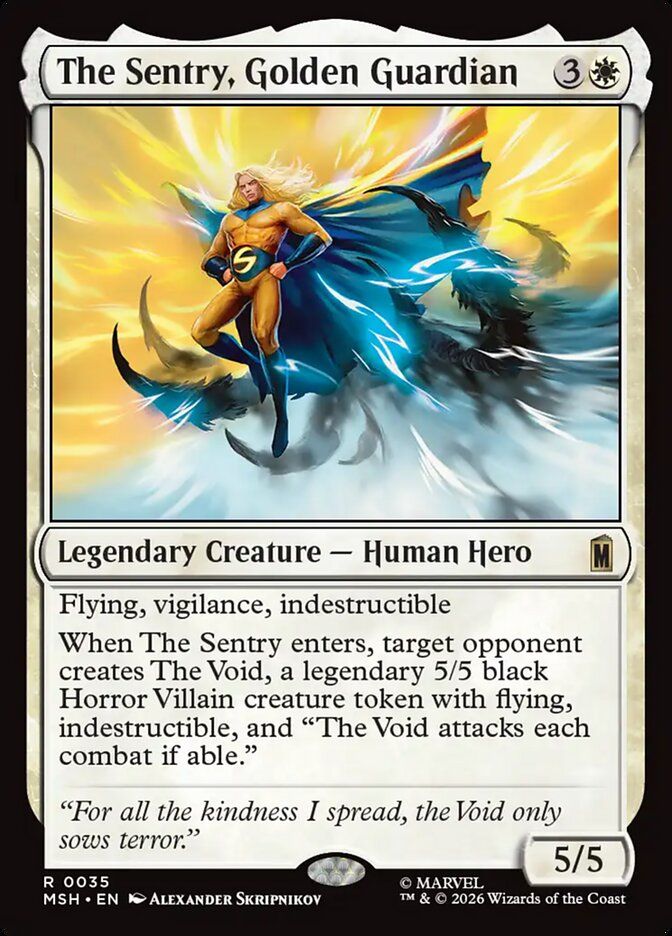 The Sentry, Golden Guardian 3
S
Legendary Creature — Human Hero
M
Flying, vigilance, indestructible
When The Sentry enters, target opponent
creates The Void, a legendary 5/5 black
Horror Villain creature token with flying,
indestructible, and “The Void attacks each
combat if able.”
“For all the kindness I spread, the Void only
sows terror.”
5/5
R 0035
MSH • EN Alexander Skripnikov
© MARVEL
™ & © 2026 Wizards of the Coast